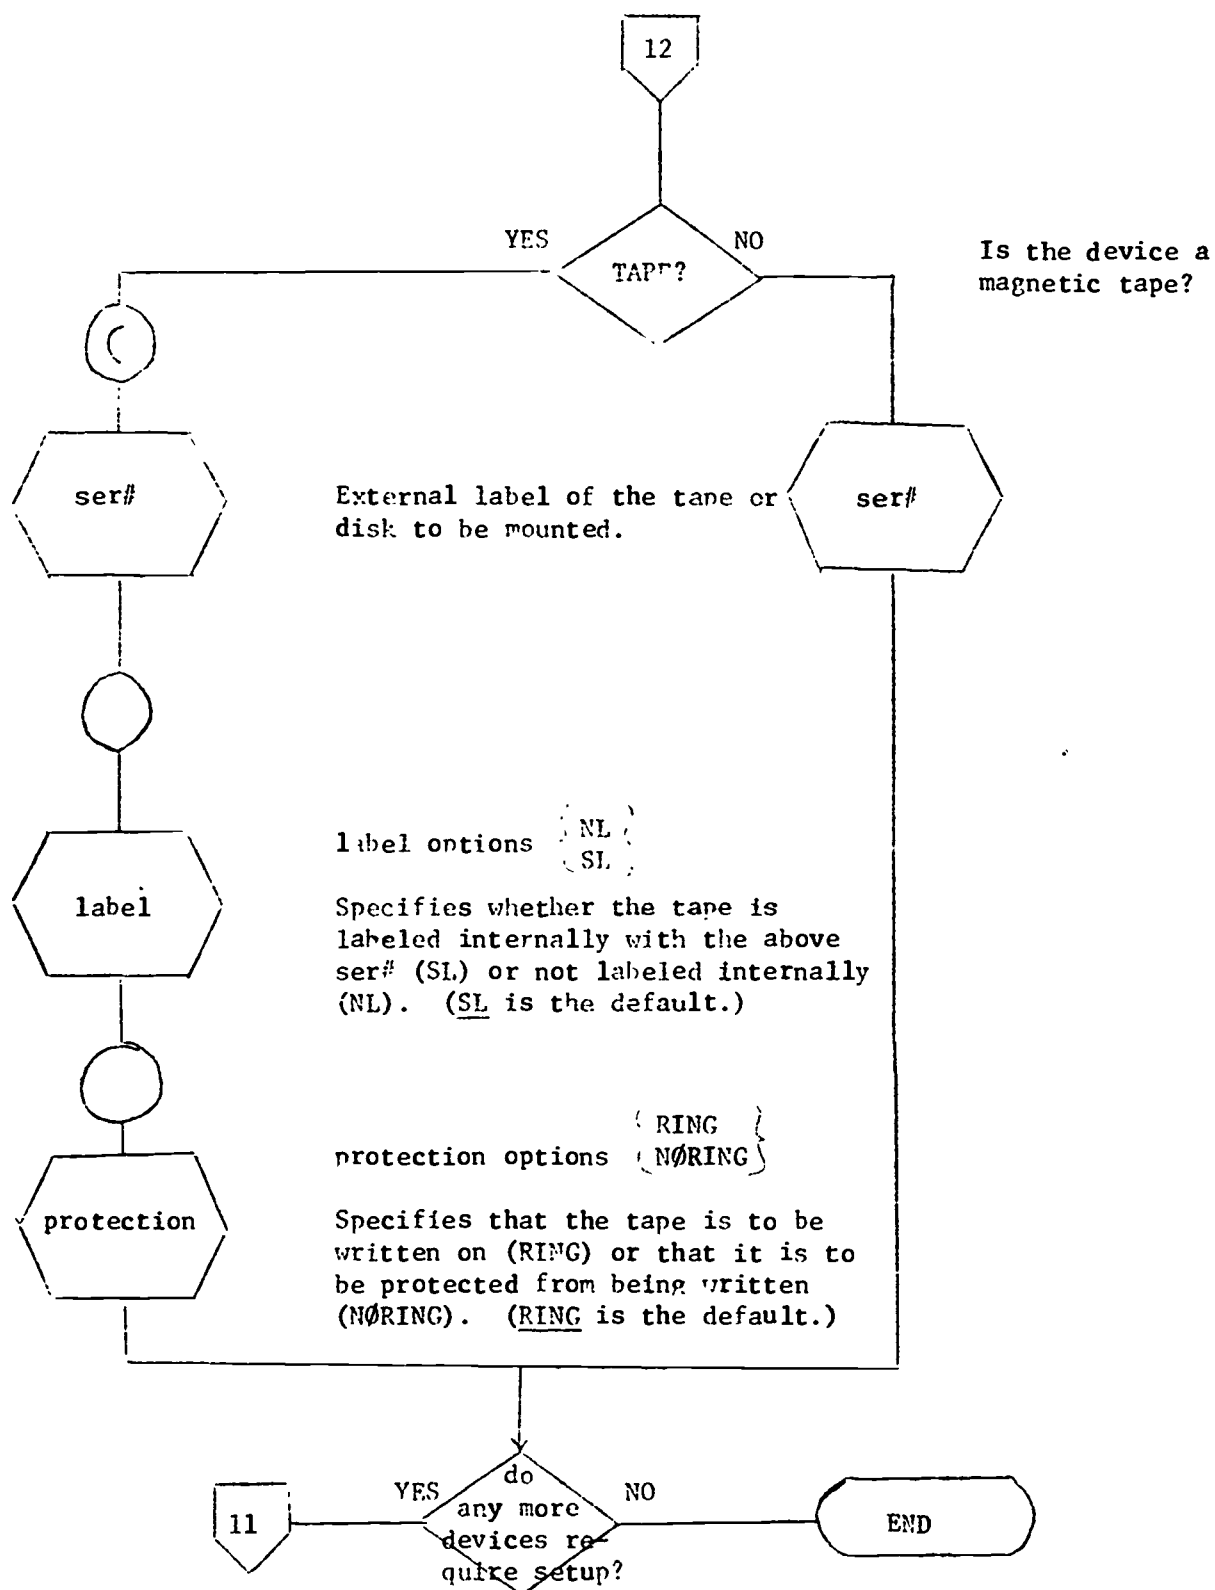 12
YES
NO
TAPE?
Is the device a
magnetic tape?
(
ser#
External label of the tape or
disk to be mounted.
ser#
label options { NL }
{ SL }
label
Specifies whether the tape is
labeled internally with the above
ser# (SL) or not labeled internally
(NL). (SL is the default.)
protection options { RING }
{ NØRING }
protection
Specifies that the tape is to be
written on (RING) or that it is to
be protected from being written
(NØRING). (RING is the default.)
YES
NO
do
any more
devices re-
quire setup?
11
END